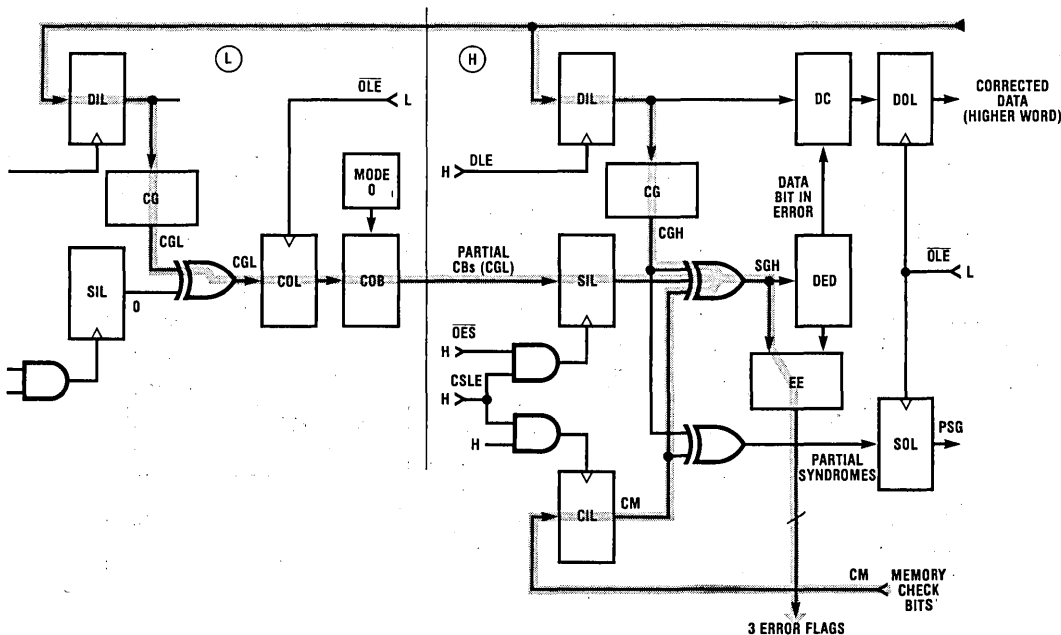 L
H
OLE
L
DIL
DIL
DC
DOL
CORRECTED
DATA
(HIGHER WORD)
H
DLE
MODE
0
CG
CG
DATA
BIT IN
ERROR
CGL
CGH
SIL
0
CGL
COL
COB
PARTIAL
CBs (CGL)
SIL
SGH
DED
OLE
L
OES
H
CSLE
H
H
EE
SOL
PSG
PARTIAL
SYNDROMES
CIL
CM
CM
MEMORY
CHECK
BITS
3 ERROR FLAGS